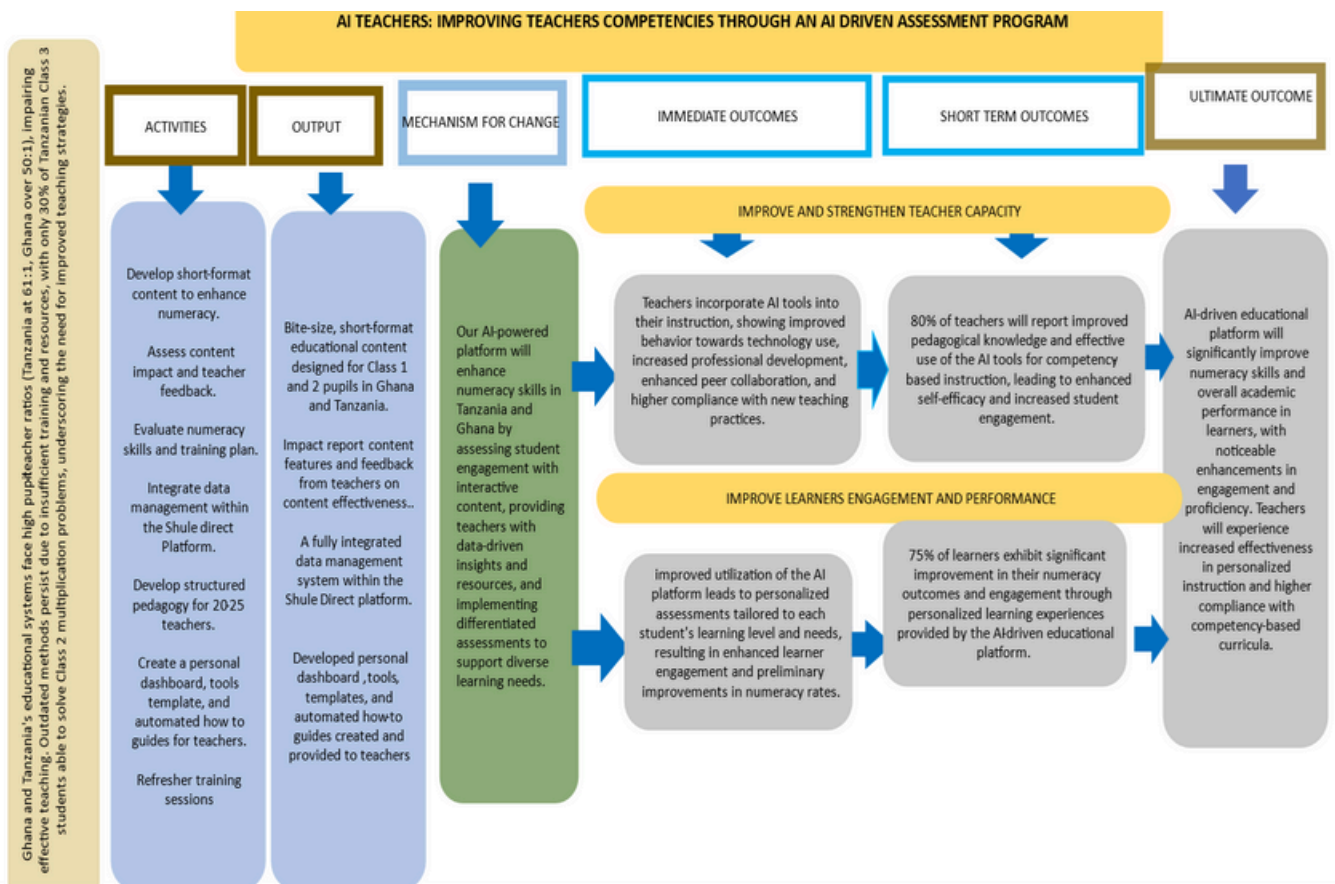 AI TEACHERS: IMPROVING TEACHERS COMPETENCIES THROUGH AN AI DRIVEN ASSESSMENT PROGRAM
Ghana and Tanzania's educational systems face high pupilteacher ratios (Tanzania at 61:1, Ghana over 50:1), impairing
effective teaching. Outdated methods persist due to insufficient training and resources, with only 30% of Tanzanian Class 3
students able to solve Class 2 multiplication problems, underscoring the need for improved teaching strategies.
ACTIVITIES
OUTPUT
MECHANISM FOR CHANGE
IMMEDIATE OUTCOMES
SHORT TERM OUTCOMES
ULTIMATE OUTCOME
Develop short-format
content to enhance
numeracy.
Assess content
impact and teacher
feedback.
Evaluate numeracy
skills and training plan.
Integrate data
management within
the Shule direct
Platform.
Develop structured
pedagogy for 2025
teachers.
Create a personal
dashboard, tools
template, and
automated how to
guides for teachers.
Refresher training
sessions
Bite-size, short-format
educational content
designed for Class 1
and 2 pupils in Ghana
and Tanzania.
Impact report content
features and feedback
from teachers on
content effectiveness..
A fully integrated
data management
system within the
Shule Direct platform.
Developed personal
dashboard ,tools,
templates, and
automated howto
guides created and
provided to teachers
Our AI-powered
platform will
enhance
numeracy skills in
Tanzania and
Ghana by
assessing student
engagement with
interactive
content, providing
teachers with
data-driven
insights and
resources, and
implementing
differentiated
assessments to
support diverse
learning needs.
IMPROVE AND STRENGTHEN TEACHER CAPACITY
Teachers incorporate AI tools into
their instruction, showing improved
behavior towards technology use,
increased professional development,
enhanced peer collaboration, and
higher compliance with new teaching
practices.
80% of teachers will report improved
pedagogical knowledge and effective
use of the AI tools for competency
based instruction, leading to enhanced
self-efficacy and increased student
engagement.
IMPROVE LEARNERS ENGAGEMENT AND PERFORMANCE
improved utilization of the AI
platform leads to personalized
assessments tailored to each
student's learning level and needs,
resulting in enhanced learner
engagement and preliminary
improvements in numeracy rates.
75% of learners exhibit significant
improvement in their numeracy
outcomes and engagement through
personalized learning experiences
provided by the AI-driven educational
platform.
AI-driven educational
platform will
significantly improve
numeracy skills and
overall academic
performance in
learners, with
noticeable
enhancements in
engagement and
proficiency. Teachers
will experience
increased effectiveness
in personalized
instruction and higher
compliance with
competency-based
curricula.